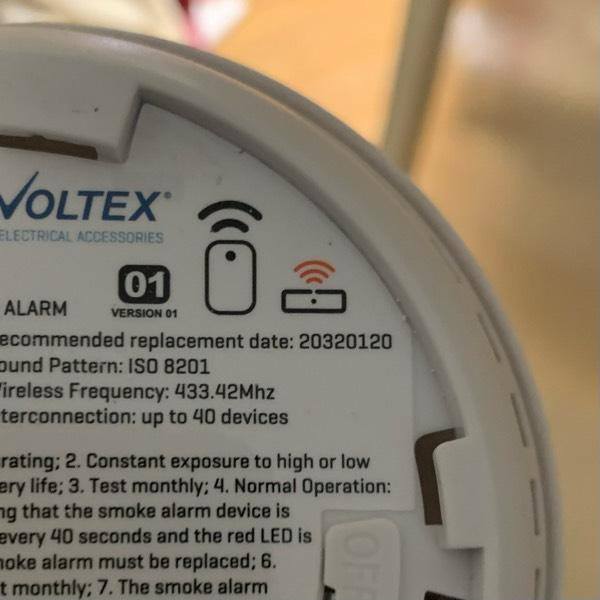 VOLTEX®
ELECTRICAL ACCESSORIES
01
VERSION 01
ALARM
ecommended replacement date: 20320120
ound Pattern: ISO 8201
ireless Frequency: 433.42Mhz
terconnection: up to 40 devices
rating; 2. Constant exposure to high or low
ery life; 3. Test monthly; 4. Normal Operation:
ng that the smoke alarm device is
every 40 seconds and the red LED is
oke alarm must be replaced; 6.
t monthly; 7. The smoke alarm
OFF